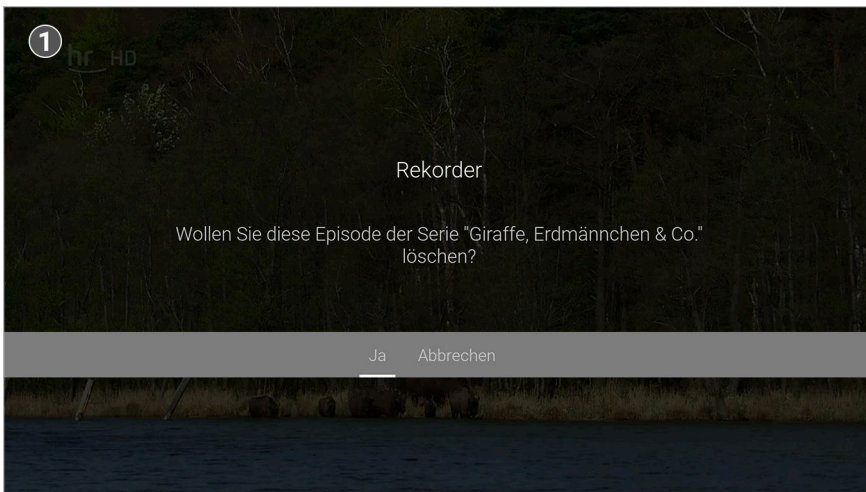 1
hr HD
Rekorder
Wollen Sie diese Episode der Serie "Giraffe, Erdmännchen & Co."
löschen?
Ja Abbrechen